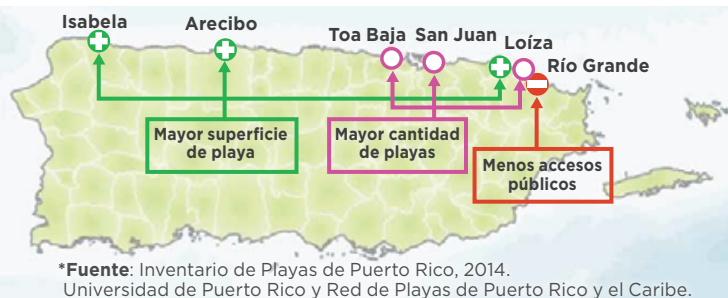 Isabela
Arecibo
Toa Baja
San Juan
Loíza
Río Grande
Mayor superficie
de playa
Mayor cantidad
de playas
Menos accesos
públicos
*Fuente: Inventario de Playas de Puerto Rico, 2014.
Universidad de Puerto Rico y Red de Playas de Puerto Rico y el Caribe.